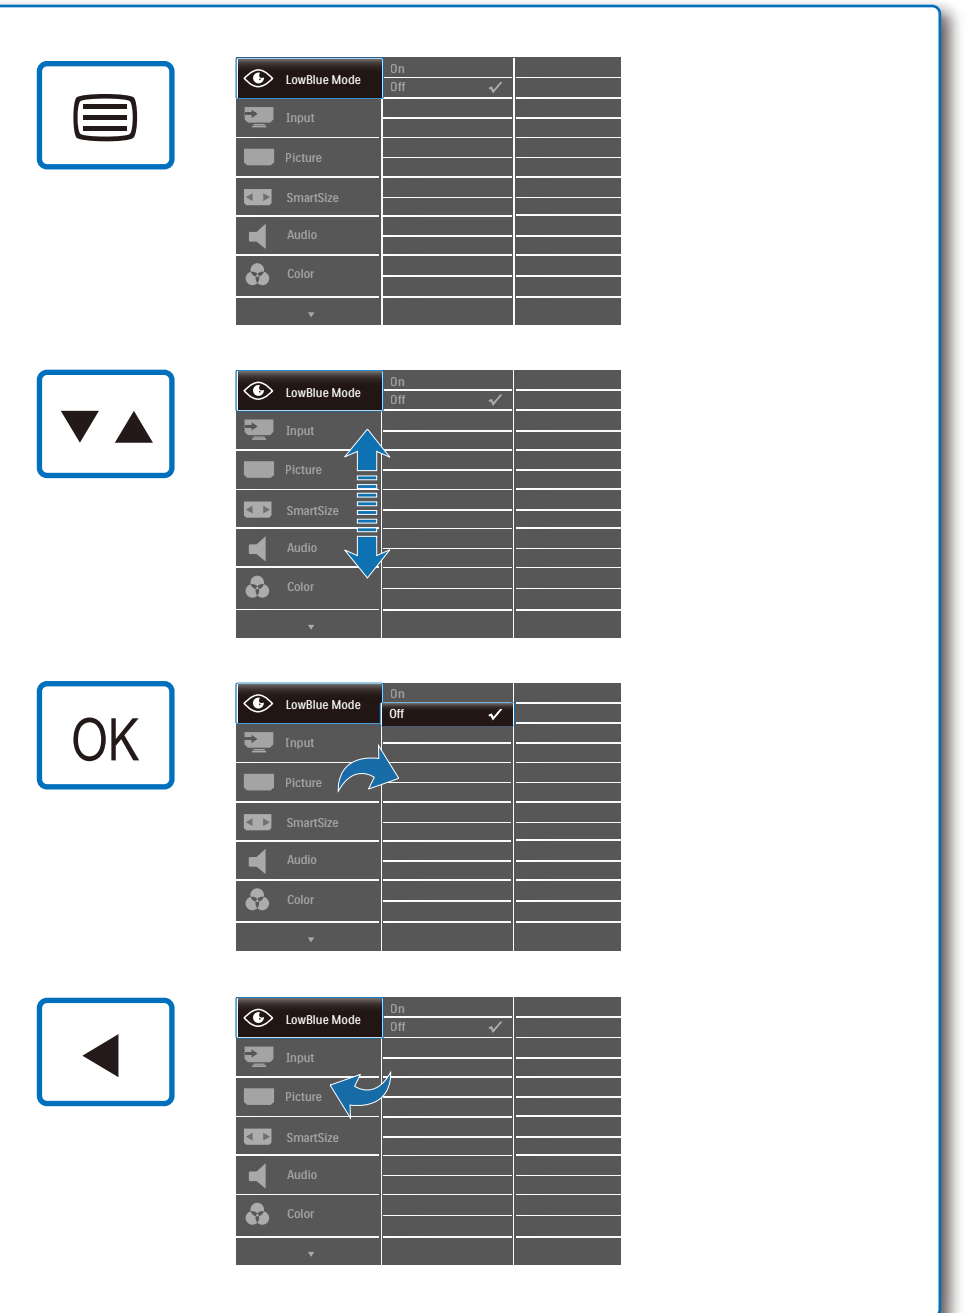 LowBlue Mode
On
Off
Input
Picture
SmartSize
Audio
Color
LowBlue Mode
On
Off
Input
Picture
SmartSize
Audio
Color
OK
LowBlue Mode
On
Off
Input
Picture
SmartSize
Audio
Color
LowBlue Mode
On
Off
Input
Picture
SmartSize
Audio
Color